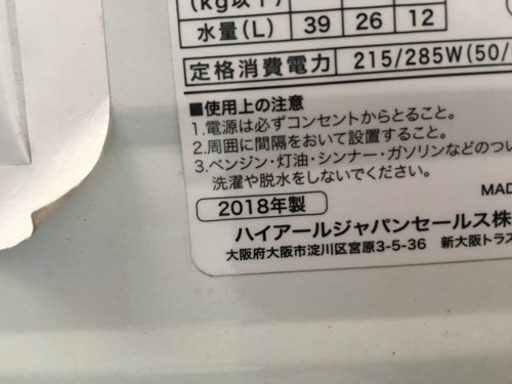 (kg以下)
水量(L) 39 26 12
定格消費電力 215/285W(50/
■使用上の注意
1.電源は必ずコンセントからとること。
2.周囲に間隔をおいて設置すること。
3.ベンジン・灯油・シンナー・ガソリンなどのつい
洗濯や脱水をしないでください。
2018年製 MAD
ハイアールジャパンセールス株
大阪府大阪市淀川区宮原3-5-36 新大阪トラス